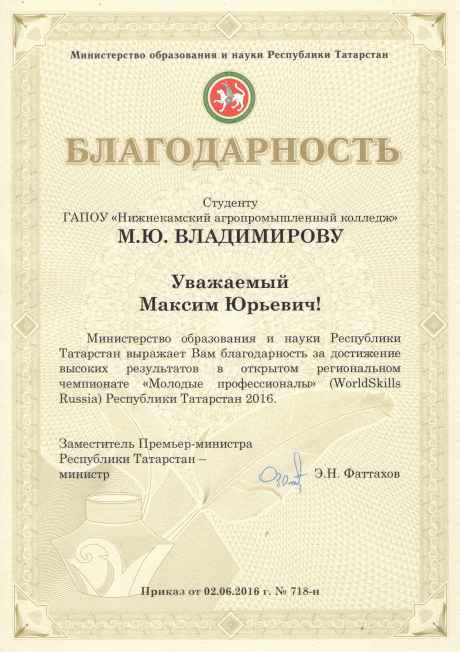 Министерство образования и науки Республики Татарстан
БЛАГОДАРНОСТЬ
Студенту
ГАПОУ «Нижнекамский агропромышленный колледж»
М.Ю. ВЛАДИМИРОВУ
Уважаемый
Максим Юрьевич!
Министерство образования и науки Республики
Татарстан выражает Вам благодарность за достижение
высоких результатов в открытом региональном
чемпионате «Молодые профессионалы» (WorldSkills
Russia) Республики Татарстан 2016.
Заместитель Премьер-министра
Республики Татарстан –
министр Э.Н. Фаттахов
Приказ от 02.06.2016 г. № 718-н